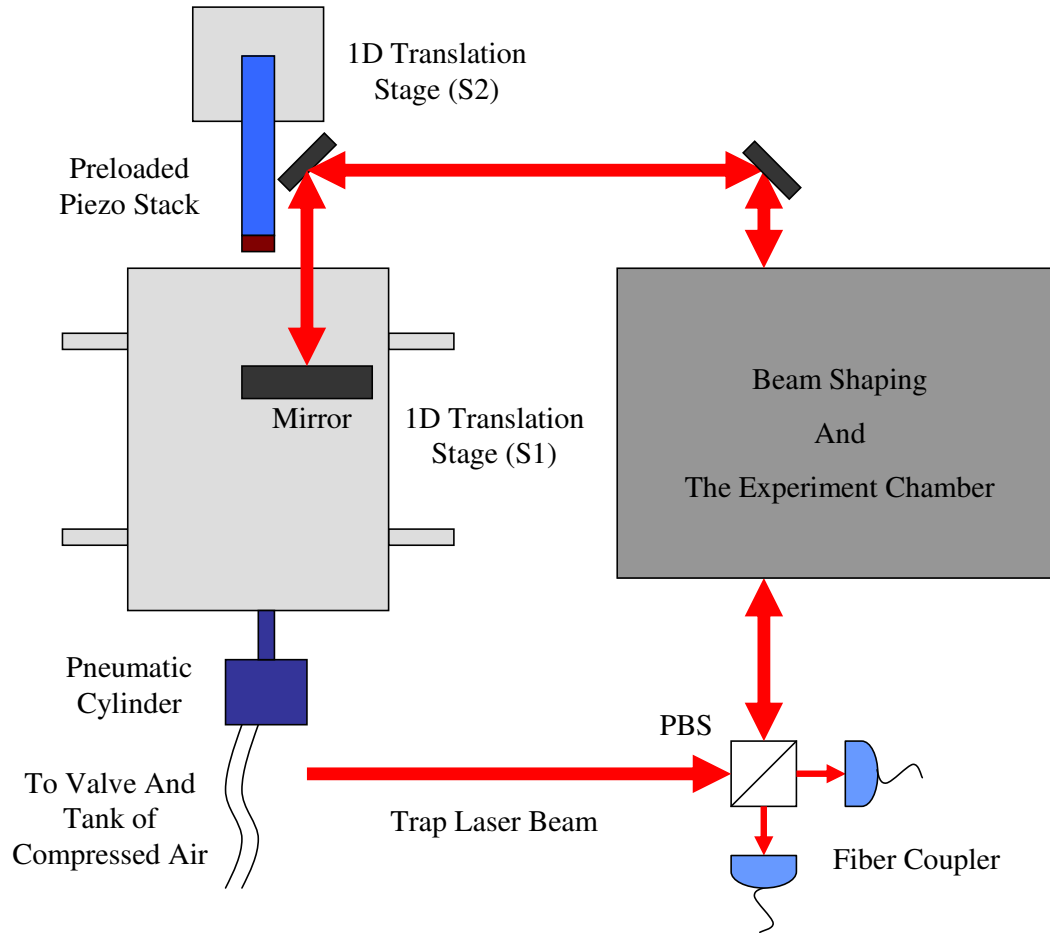 1D Translation
Stage (S2)
Preloaded
Piezo Stack
Mirror
1D Translation
Stage (S1)
Beam Shaping
And
The Experiment Chamber
Pneumatic
Cylinder
PBS
To Valve And
Tank of
Compressed Air
Trap Laser Beam
Fiber Coupler